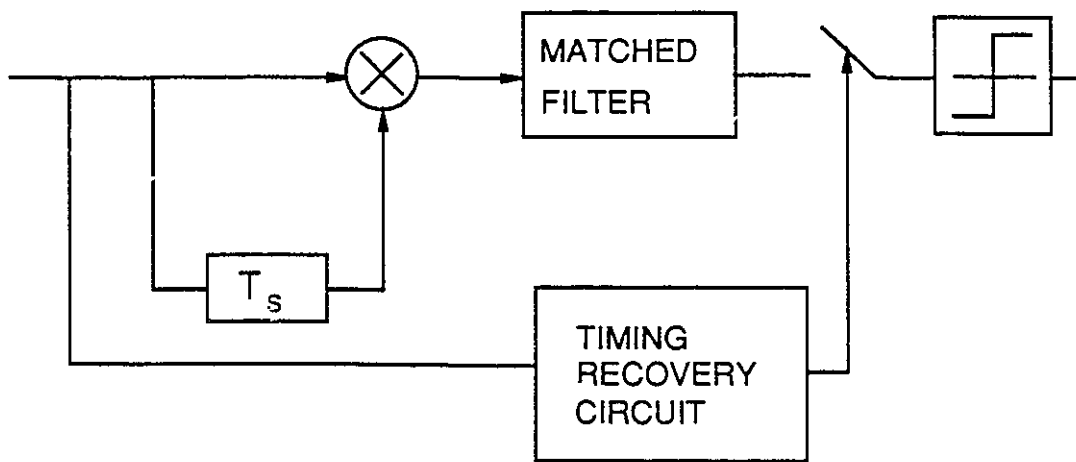 MATCHED
FILTER
T s
TIMING
RECOVERY
CIRCUIT